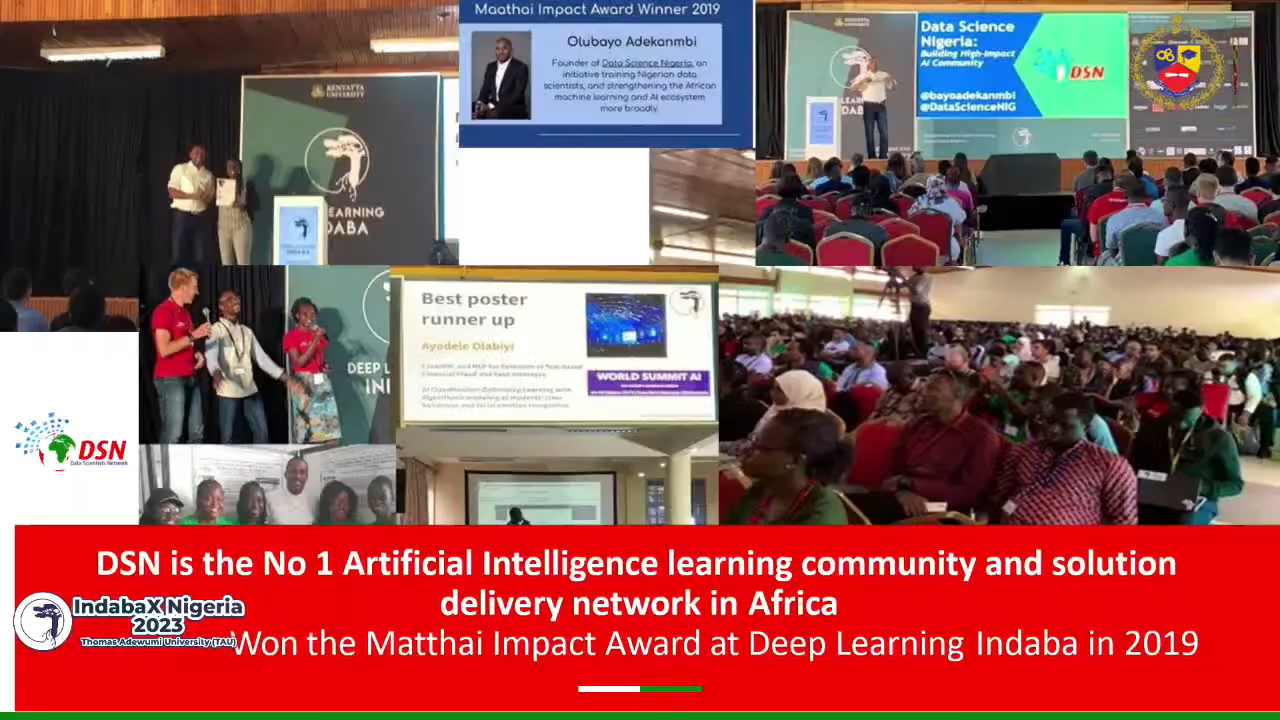 Maathai Impact Award Winner 2019
Olubayo Adekanmbi
Founder of Data Science Nigeria, an
initiative training Nigerian data
scientists, and strengthening the African
machine learning and AI ecosystem
more broadly
KENYATTA
UNIVERSITY
LEARNING
DABA
Data Science
Nigeria:
Building High-Impact
AI Community
DSN
@bayoadekanmbi
@DataScienceNIG
DEEP L
INI
Best poster
runner up
Ayodele Olabiyi
WORLD SUMMIT AI
DSN
Data Scientists Network
DSN is the No 1 Artificial Intelligence learning community and solution
delivery network in Africa
Won the Matthai Impact Award at Deep Learning Indaba in 2019
IndabaX Nigeria
2023
Thomas Adewumi University (TAU)